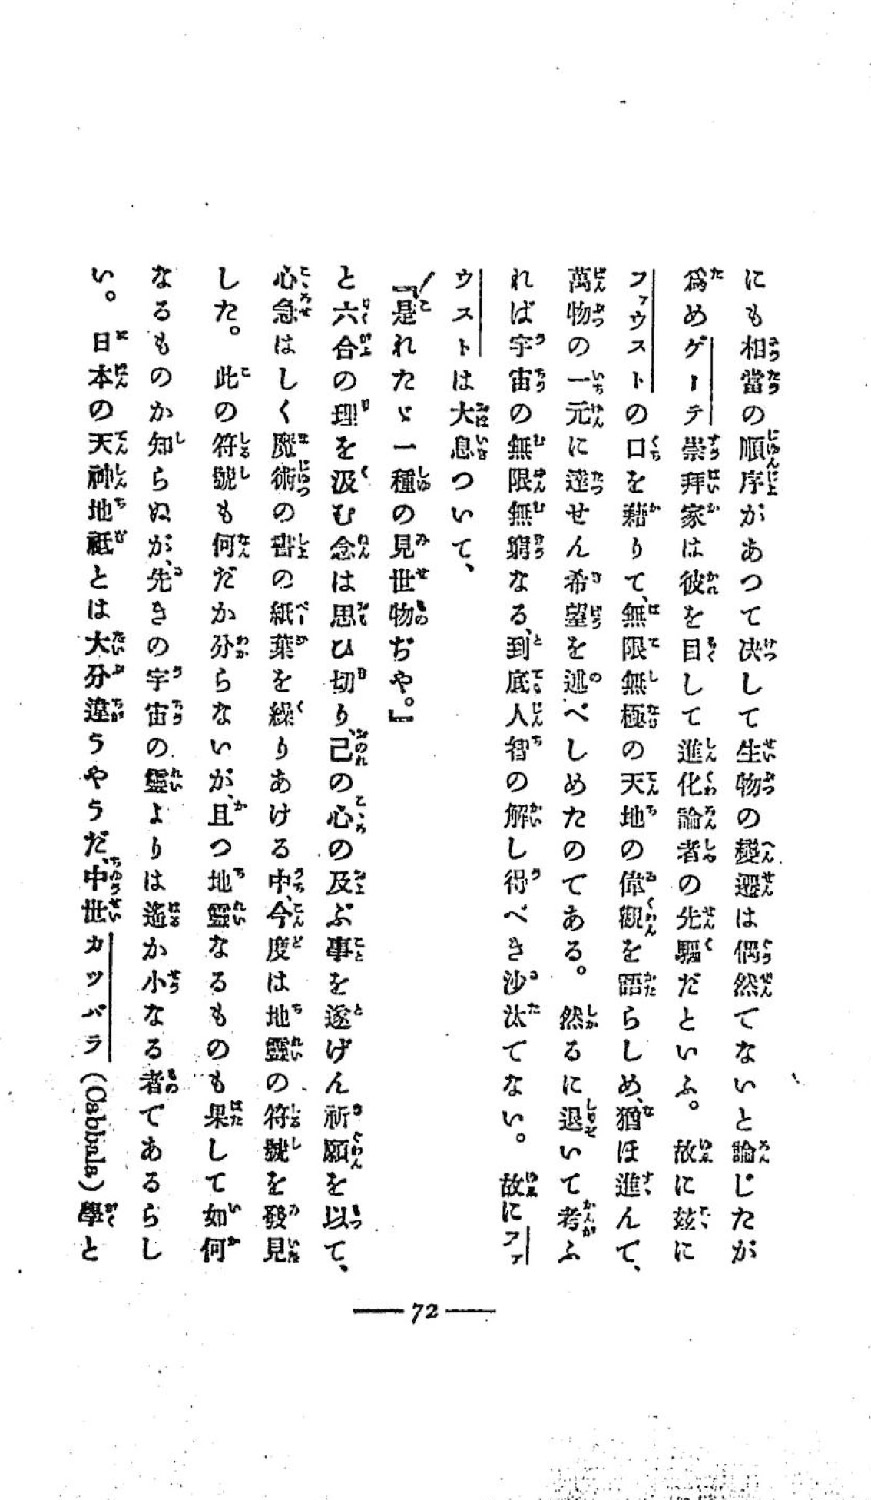 にも相當の順序があつて决して生物の變遷は偶然でないと論じたが
爲めゲーテ崇拜家は彼を目して進化論者の先驅だといふ。故に茲に
ファウストの口を藉りて、無限無極の天地の偉觀を語らしめ、猶ほ進んで、
萬物の一元に達せん希望を述べしめたのである。然るに退いて考ふ
れば宇宙の無限無窮なる、到底人智の解し得べき沙汰でない。故にファ
ウストは大息ついて、
『是れたゞ一種の見世物ぢや。』
と六合の理を汲む念は思ひ切り、己の心の及ぶ事を遂げん祈願を以て、
心急はしく魔術の書の紙葉を繰りあける中、今度は地靈の符號を發見
した。此の符號も何だか分らないが、且つ地靈なるものも果して如何
なるものか知らぬが、先きの宇宙の靈よりは遙か小なる者であるらし
い。日本の天神地祇とは大分違うやうだ、中世カッバラ(Cabbala)學と
72